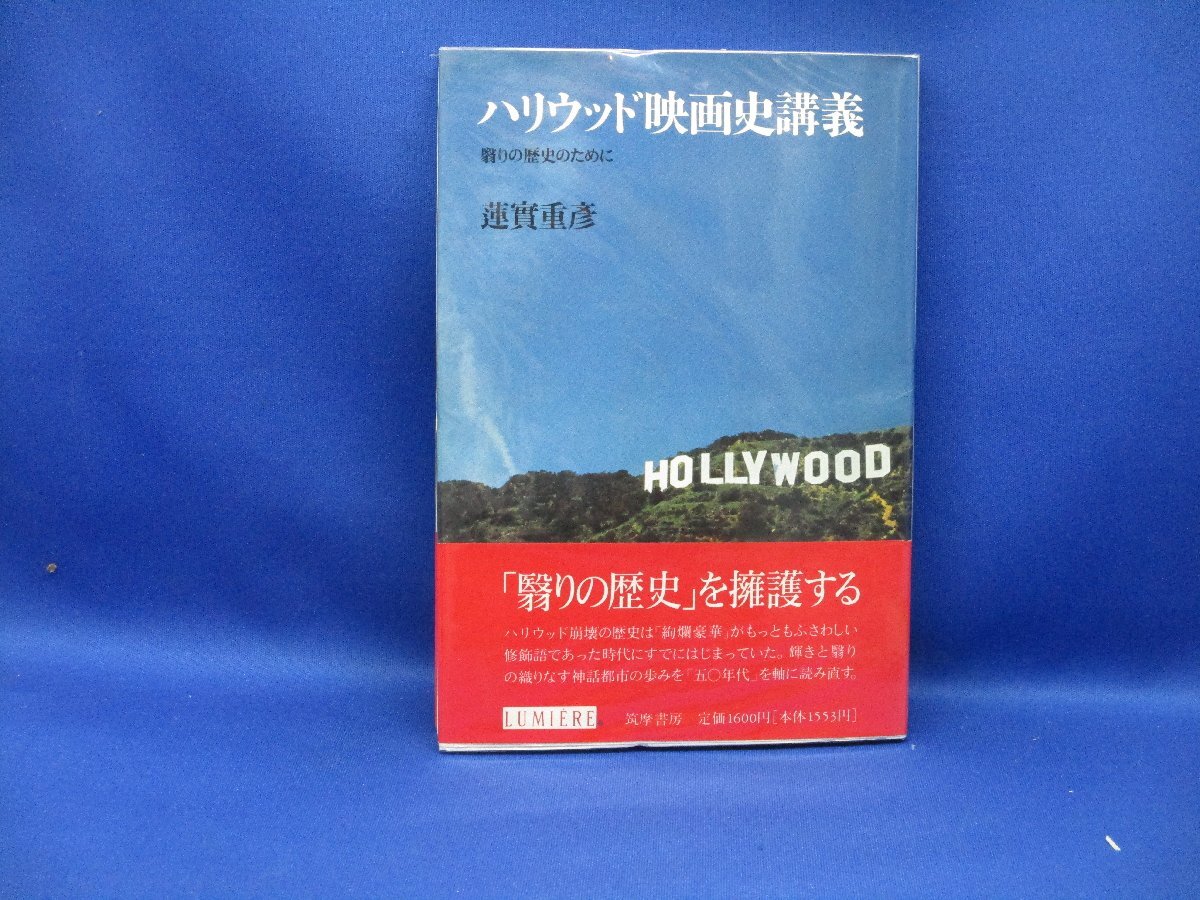 ハリウッド映画史講義
翳りの歴史のために
蓮實重彥
HOLLYWOOD
「翳りの歴史」を擁護する
ハリウッド崩壊の歴史は「絢爛豪華」がもっともふさわしい
修飾語であった時代にすでにはじまっていた。輝きと翳り
の織りなす神話都市の歩みを「五〇年代」を軸に読み直す。
LUMIÈRE 筑摩書房 定価1600円[本体1553円]